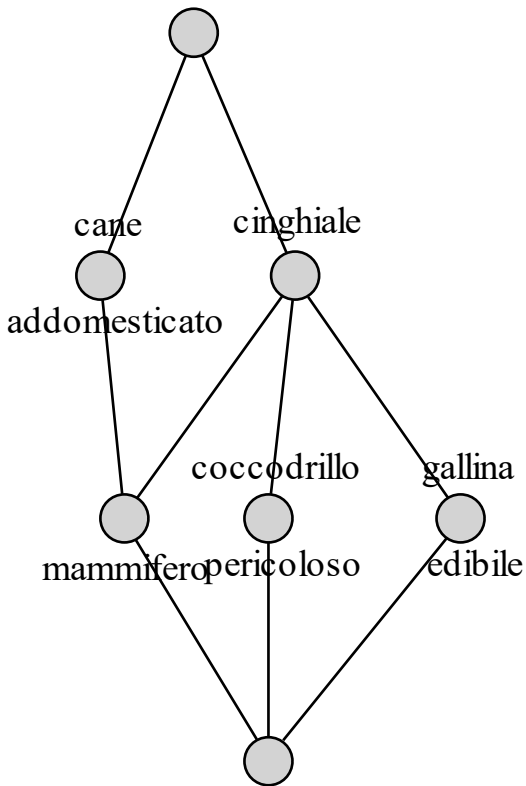 cane
cinghiale
addomesticato
coccodrillo
gallina
mammifero
pericoloso
edibile